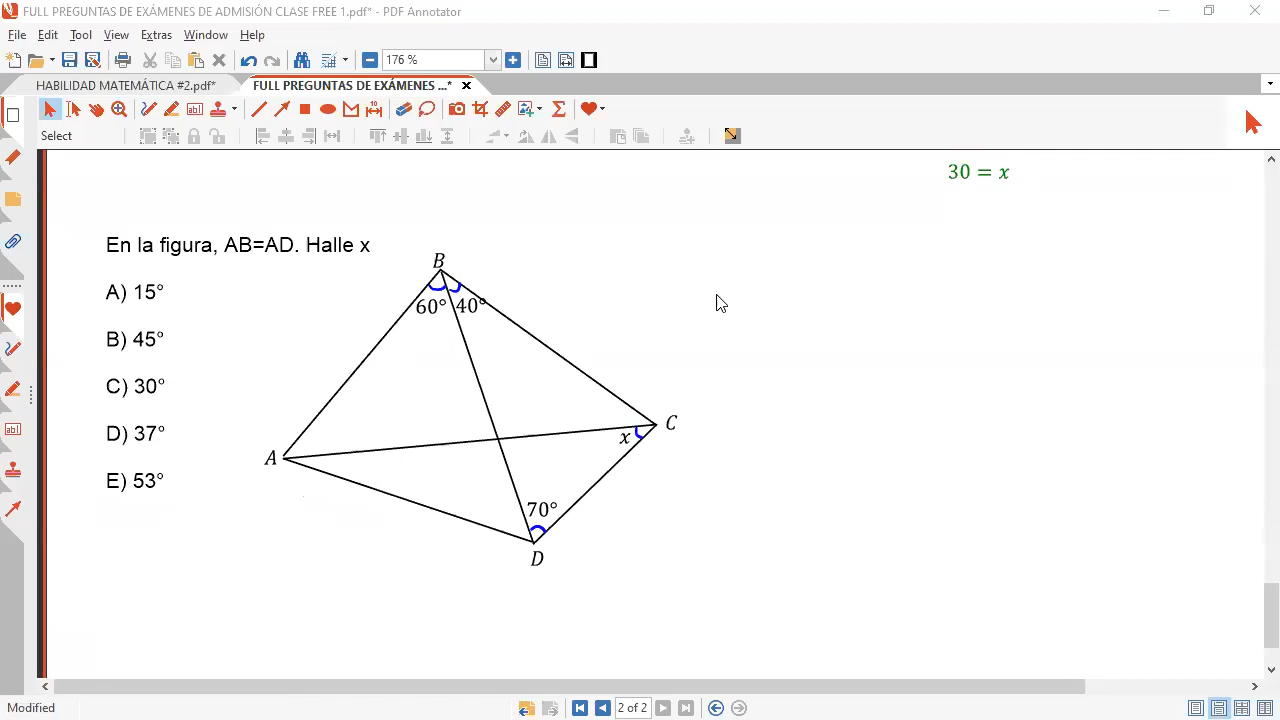 FULL PREGUNTAS DE EXÁMENES DE ADMISIÓN CLASE FREE 1.pdf* - PDF Annotator
File Edit Tool View Extras Window Help
176 %
HABILIDAD MATEMÁTICA #2.pdf*
FULL PREGUNTAS DE EXÁMENES ...*
10
Select
30 = x
En la figura, AB=AD. Halle x
A) 15°
B) 45°
C) 30°
D) 37°
E) 53°
B
60° 40°
C
x
A
70°
D
Modified
2 of 2